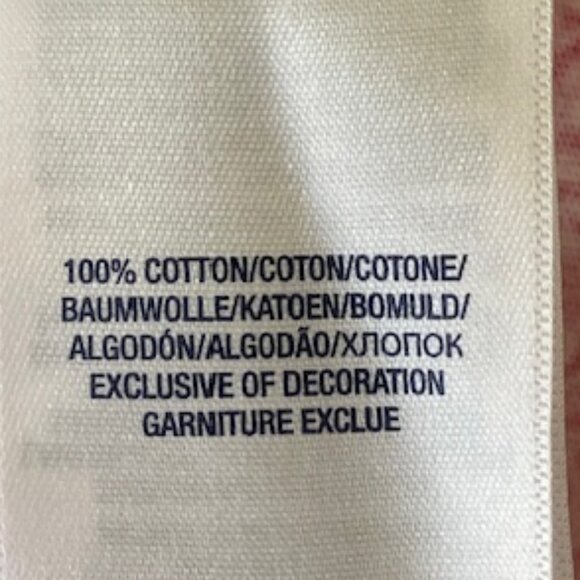 100% COTTON/COTON/COTONE/
BAUMWOLLE/KATOEN/BOMULD/
ALGODÓN/ALGODÃO/ХЛОПОК
EXCLUSIVE OF DECORATION
GARNITURE EXCLUE